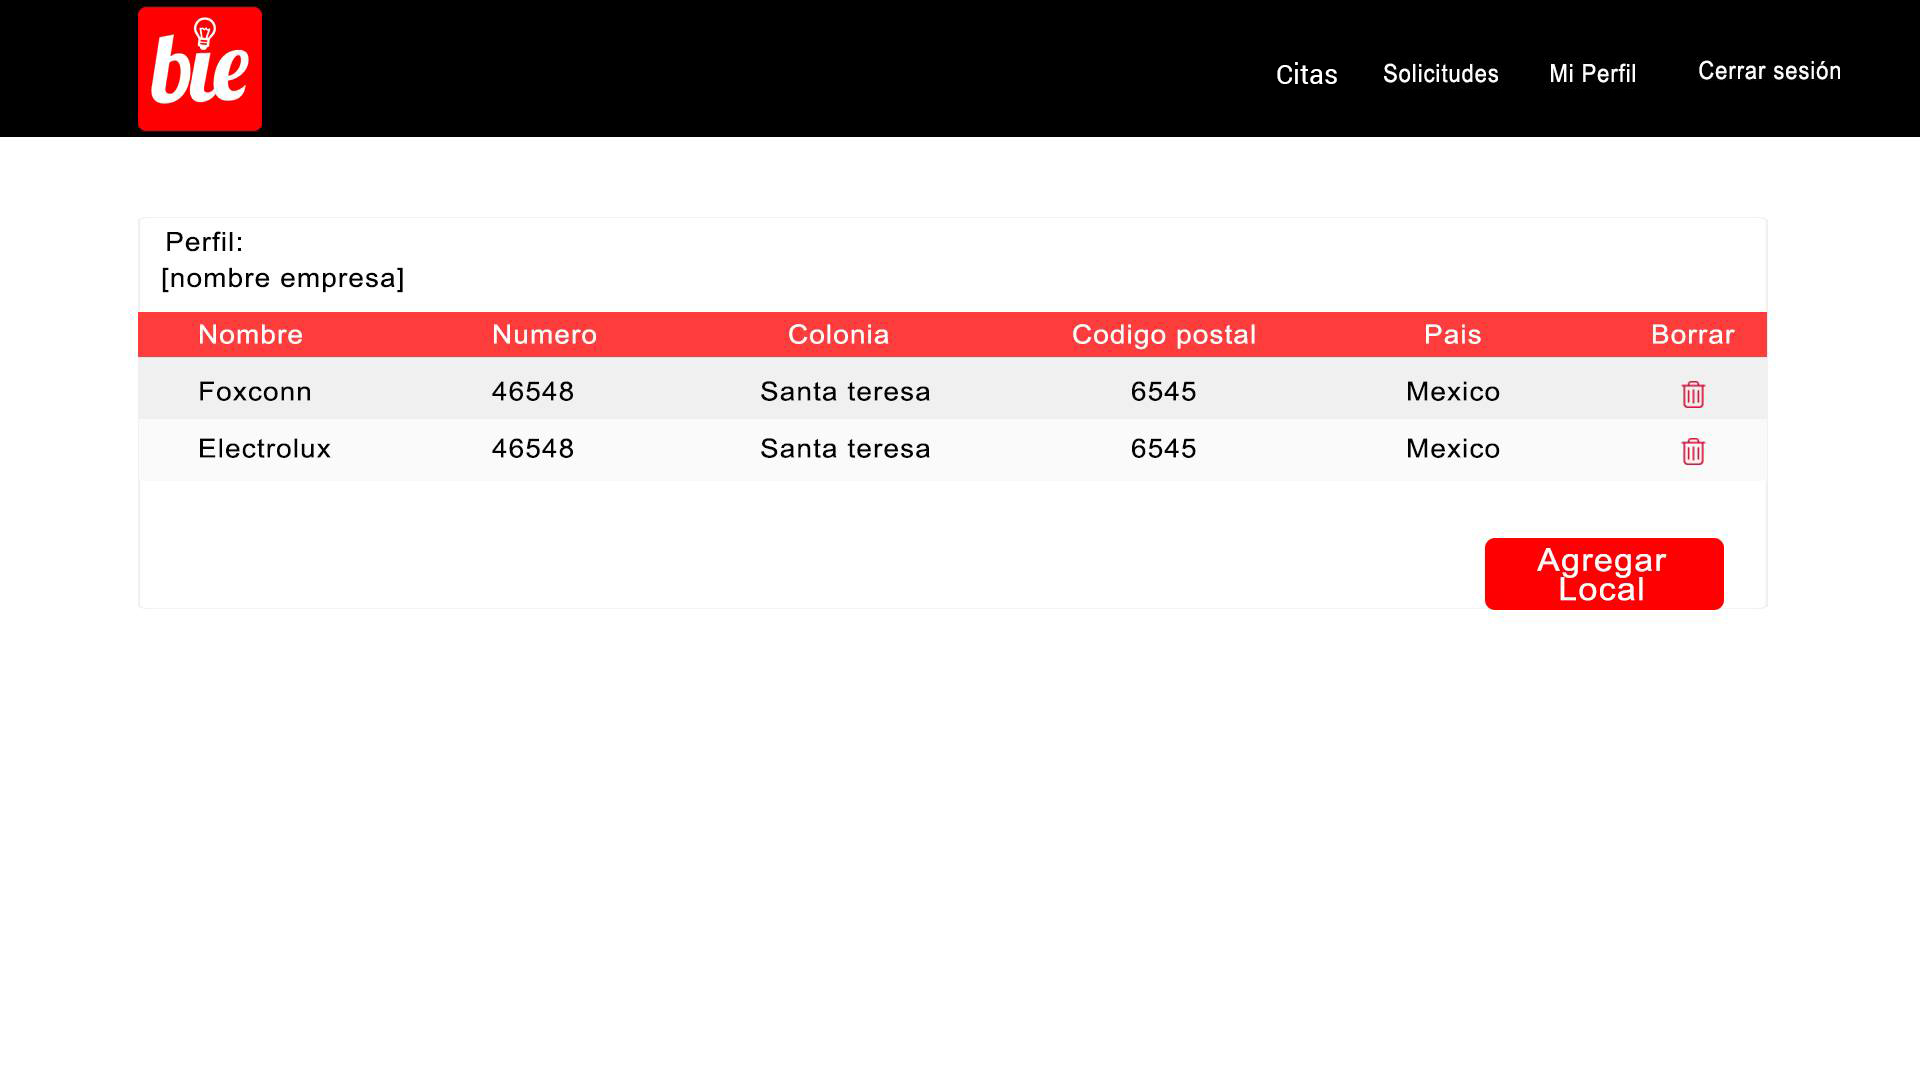 bie
Citas Solicitudes Mi Perfil Cerrar sesión
Perfil:
[nombre empresa]
Nombre Numero Colonia Codigo postal Pais Borrar
Foxconn 46548 Santa teresa 6545 Mexico
Electrolux 46548 Santa teresa 6545 Mexico
Agregar
Local